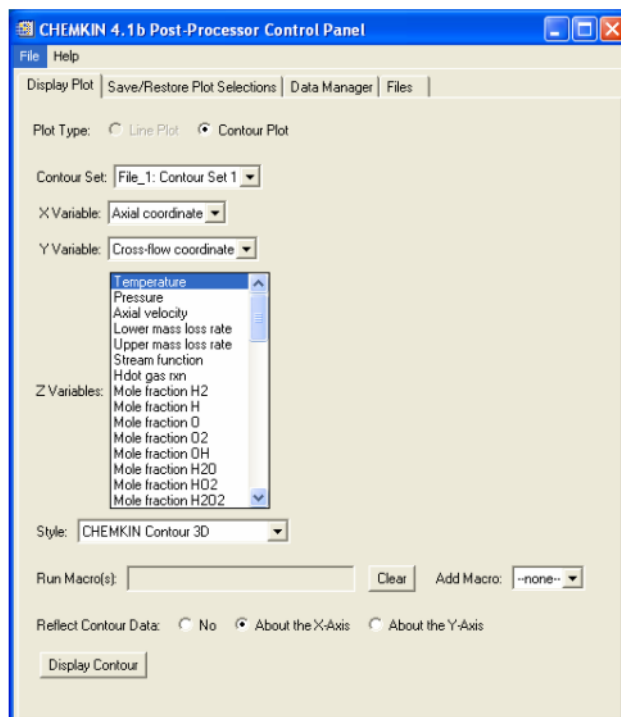 CHEMKIN 4.1b Post-Processor Control Panel
File Help
Display Plot Save/Restore Plot Selections Data Manager Files
Plot Type: Line Plot Contour Plot
Contour Set: File_1: Contour Set 1
X Variable: Axial coordinate
Y Variable: Cross-flow coordinate
Temperature
Pressure
Axial velocity
Lower mass loss rate
Upper mass loss rate
Stream function
Hdot gas rxn
Z Variables: Mole fraction H2
Mole fraction H
Mole fraction O
Mole fraction O2
Mole fraction OH
Mole fraction H2O
Mole fraction HO2
Mole fraction H2O2
Style: CHEMKIN Contour 3D
Run Macro(s): Clear Add Macro: --none--
Reflect Contour Data: No About the X-Axis About the Y-Axis
Display Contour